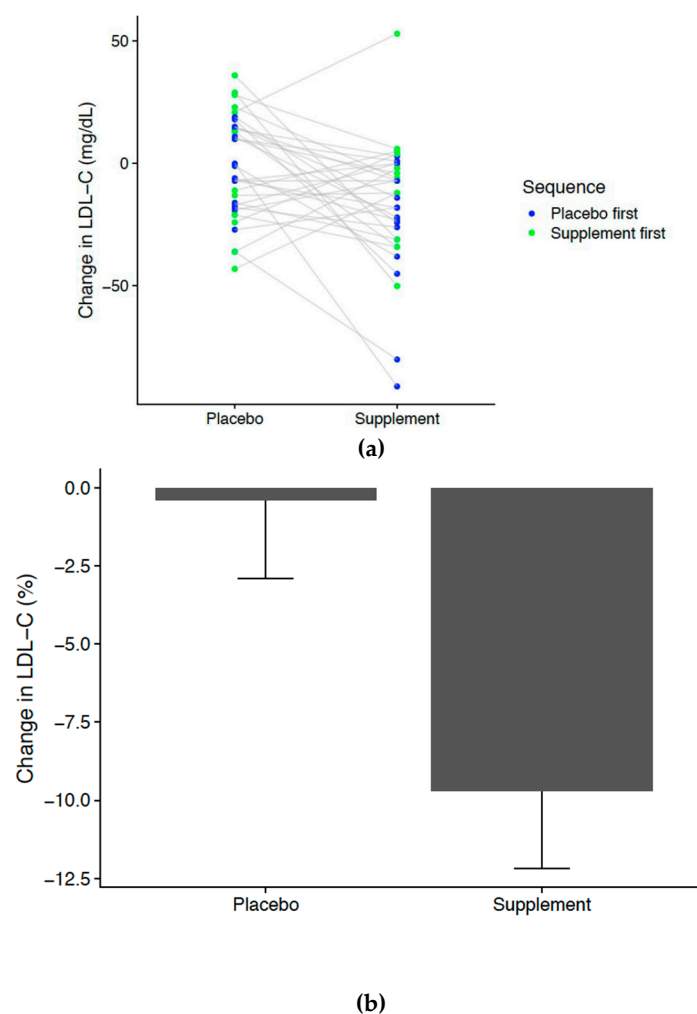 Change in LDL−C (mg/dL)
50
0
−50
Placebo
Supplement
Sequence
Placebo first
Supplement first
(a)
Change in LDL−C (%)
0.0
−2.5
−5.0
−7.5
−10.0
−12.5
Placebo
Supplement
(b)